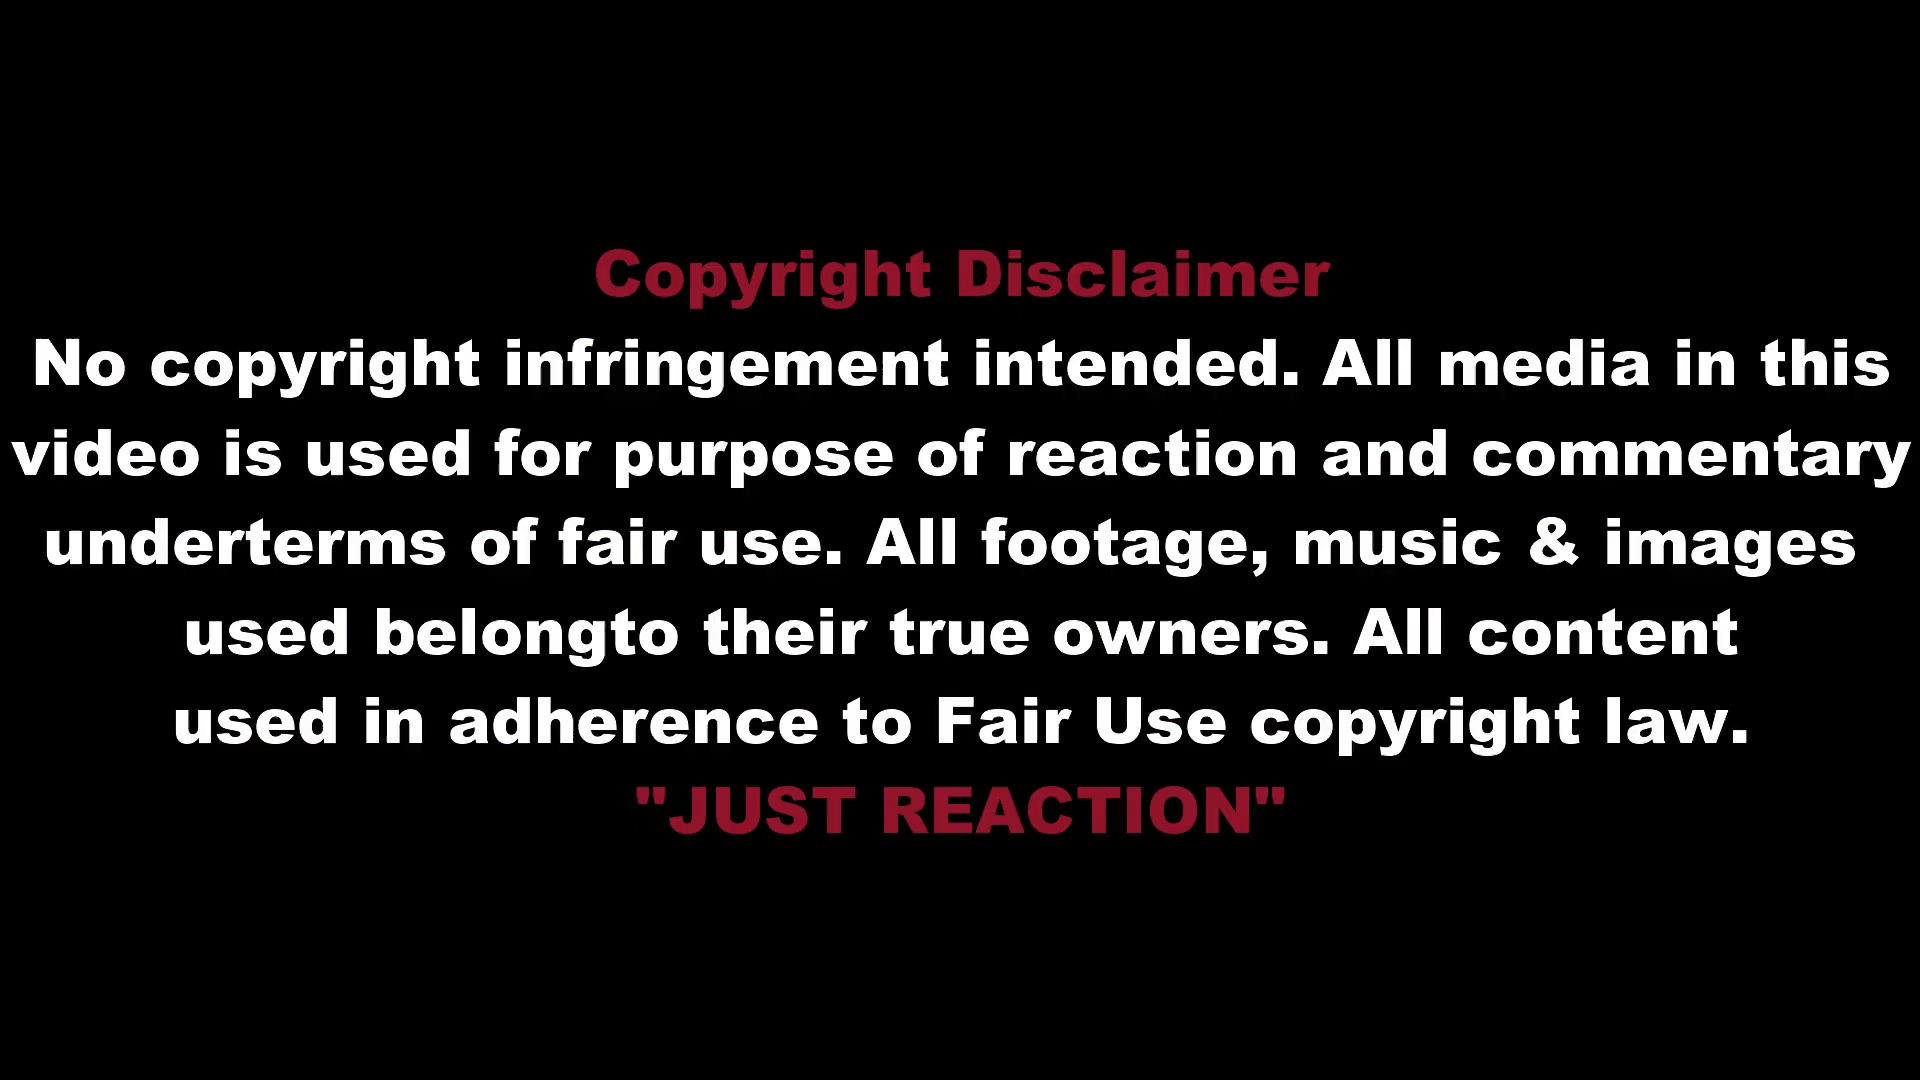 Copyright Disclaimer
No copyright infringement intended. All media in this
video is used for purpose of reaction and commentary
underterms of fair use. All footage, music & images
used belongto their true owners. All content
used in adherence to Fair Use copyright law.
"JUST REACTION"